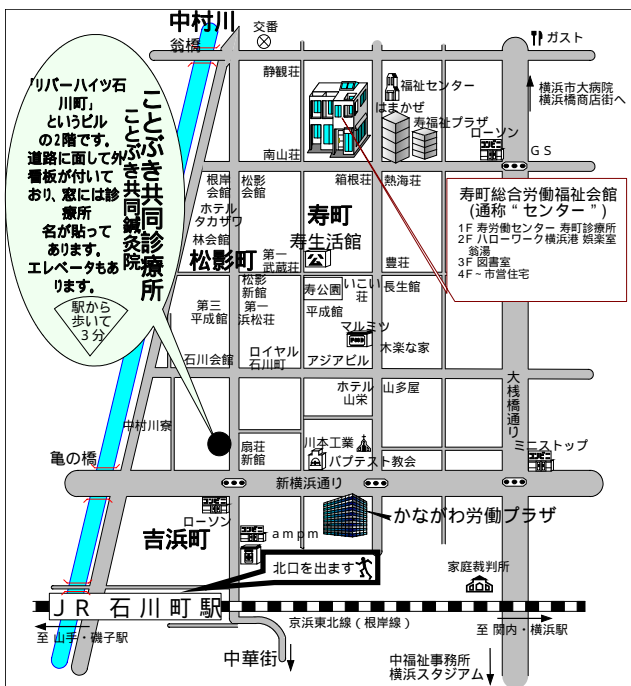 中村川
翁橋
交番
ガスト
横浜市大病院
横浜橋商店街へ
静観荘
福祉センター
はまかぜ
寿福祉プラザ
ローソン
南山荘
GS
「リバーハイツ石
川町」
というビル
の2階です。
道路に面して外
看板が付いて
おり、窓には診
療所
名が貼って
あります。
エレベータもあ
ります。
ことぶき共同診療所
ことぶき共同鍼灸院
駅から
歩いて
3分
根岸
会館
松影
会館
箱根荘
熱海荘
ホテル
タカザワ
寿町
林会館
寿生活館
松影町
第一
武蔵荘
豊荘
寿町総合労働福祉会館
(通称“センター”)
1F 寿労働センター 寿町診療所
2F ハローワーク横浜港 娯楽室
翁湯
3F 図書室
4F~市営住宅
松影
新館
寿公園
いこい
荘
長生館
第三
平成館
第一
浜松荘
平成館
マルミツ
木楽な家
石川会館
ロイヤル
石川町
アジアビル
ホテル
山栄
山多屋
大桟橋通り
中村川寮
扇荘
新館
川本工業
バプテスト教会
ミニストップ
亀の橋
新横浜通り
ローソン
かながわ労働プラザ
吉浜町
ampm
北口を出ます
家庭裁判所
JR 石川町駅
京浜東北線(根岸線)
至 山手・磯子駅
至 関内・横浜駅
中華街
中福祉事務所
横浜スタジアム